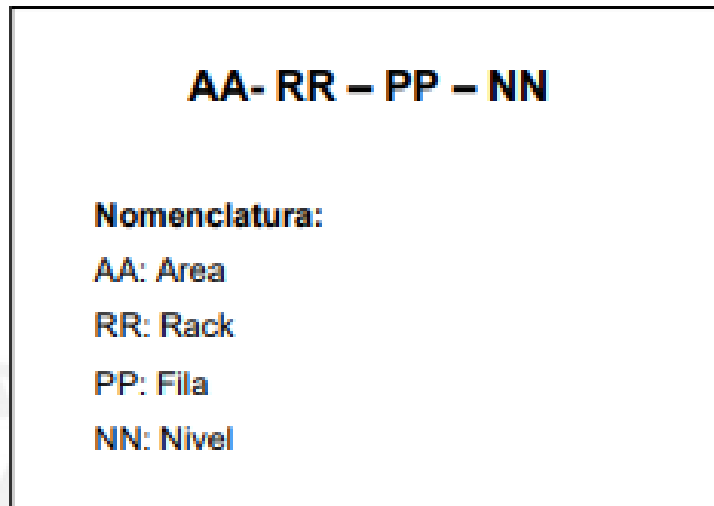 AA- RR – PP – NN
Nomenclatura:
AA: Area
RR: Rack
PP: Fila
NN: Nivel